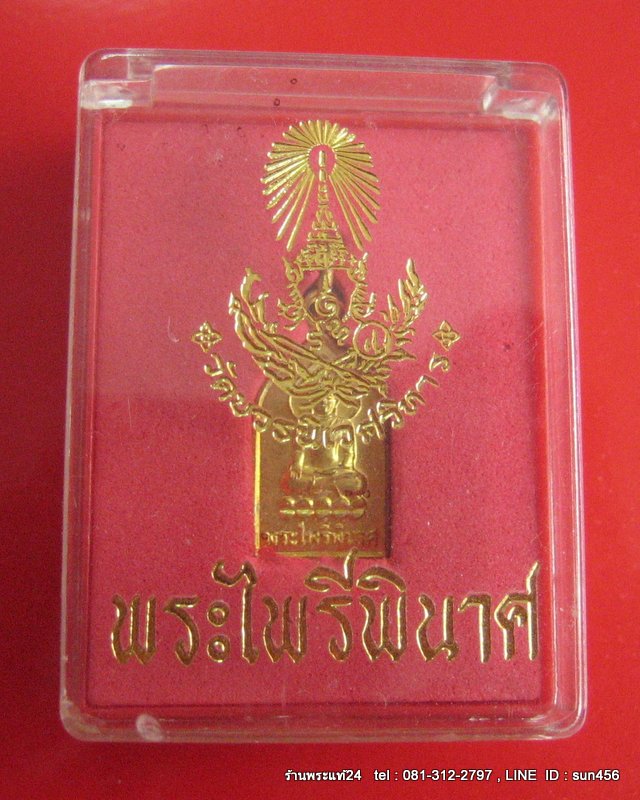 วัดบวรนิเวศวิหาร
พระไพรีพินาศ
พระไพรีพินาศ
ร้านพระแท้24 tel : 081-312-2797 , LINE ID : sun456